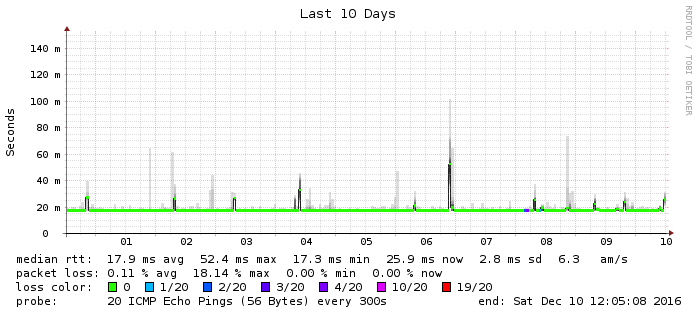 Last 10 Days
RRDTOOL / TOBI OETIKER
Seconds
140 m
120 m
100 m
80 m
60 m
40 m
20 m
0
01 02 03 04 05 06 07 08 09 10
median rtt: 17.9 ms avg 52.4 ms max 17.3 ms min 25.9 ms now 2.8 ms sd 6.3 am/s
packet loss: 0.11 % avg 18.14 % max 0.00 % min 0.00 % now
loss color: 0 1/20 2/20 3/20 4/20 10/20 19/20
probe: 20 ICMP Echo Pings (56 Bytes) every 300s end: Sat Dec 10 12:05:08 2016